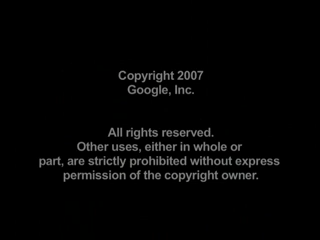 Copyright 2007
Google, Inc.
All rights reserved.
Other uses, either in whole or
part, are strictly prohibited without express
permission of the copyright owner.